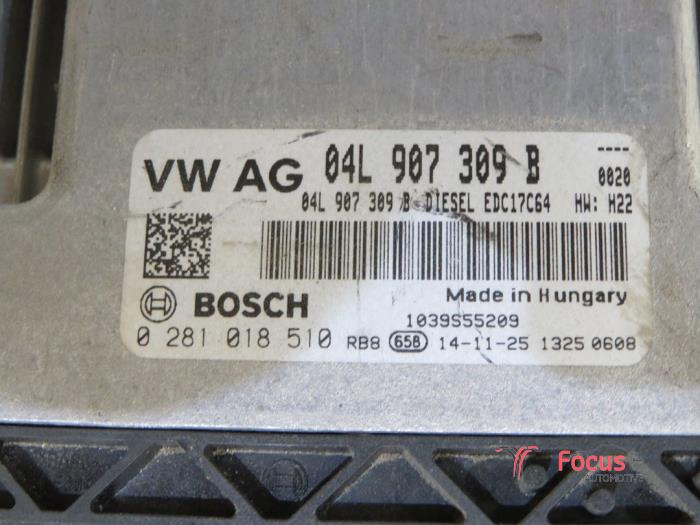 VW AG 04L 907 309 B ----
0020
04L 907 309 B DIESEL EDC17C64 HW: H22
BOSCH Made in Hungary
1039S55209
0 281 018 510 RB8 658 14-11-25 1325 0608
Focus
AUTOMOTIVE